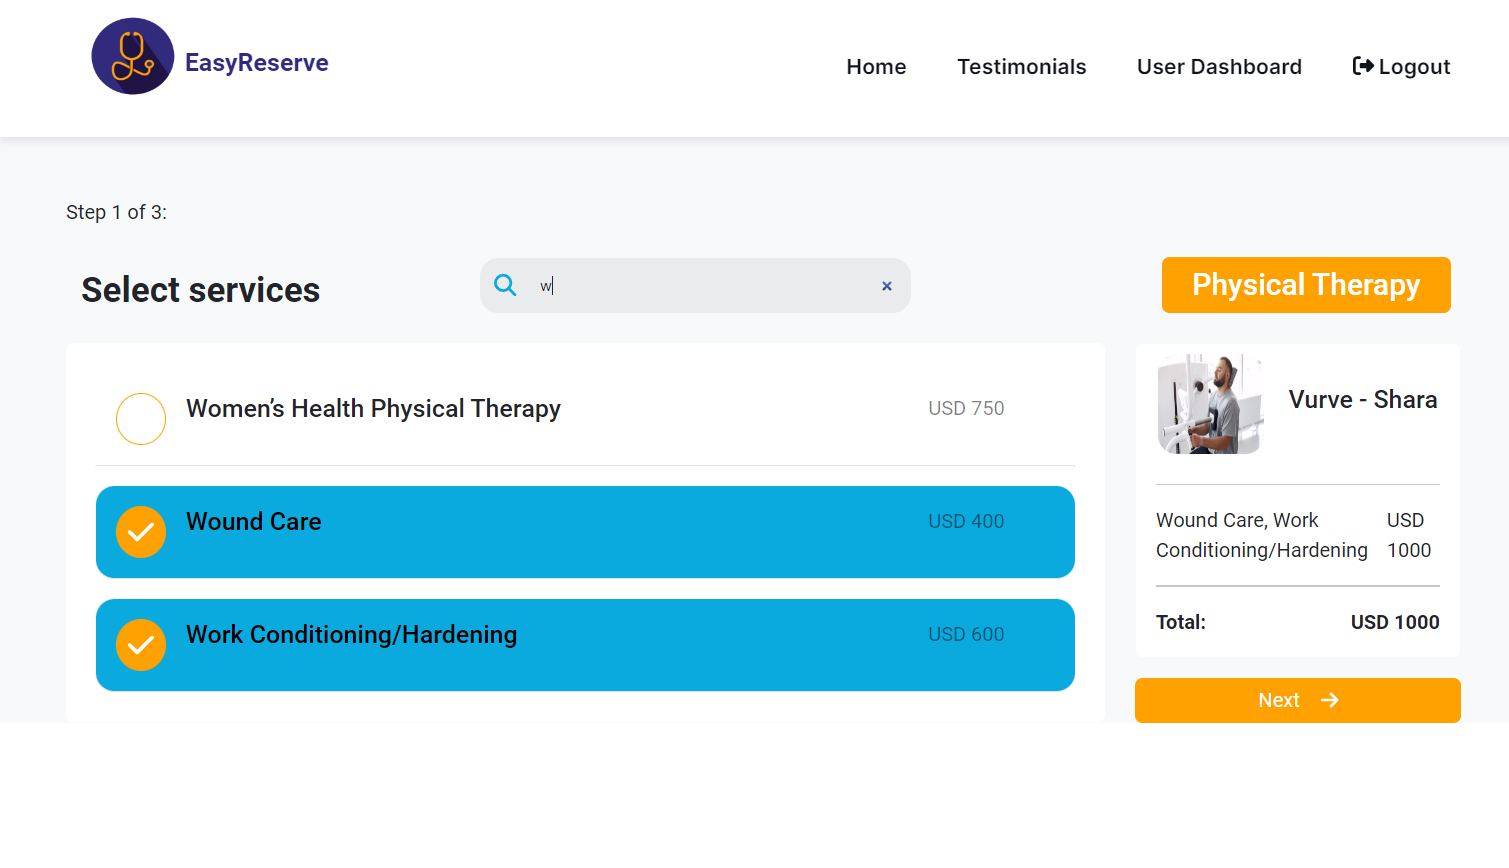 EasyReserve
Home
Testimonials
User Dashboard
Logout
Step 1 of 3:
Select services
w
×
Physical Therapy
Women’s Health Physical Therapy
USD 750
Wound Care
USD 400
Work Conditioning/Hardening
USD 600
Vurve - Shara
Wound Care, Work
Conditioning/Hardening
USD
1000
Total:
USD 1000
Next